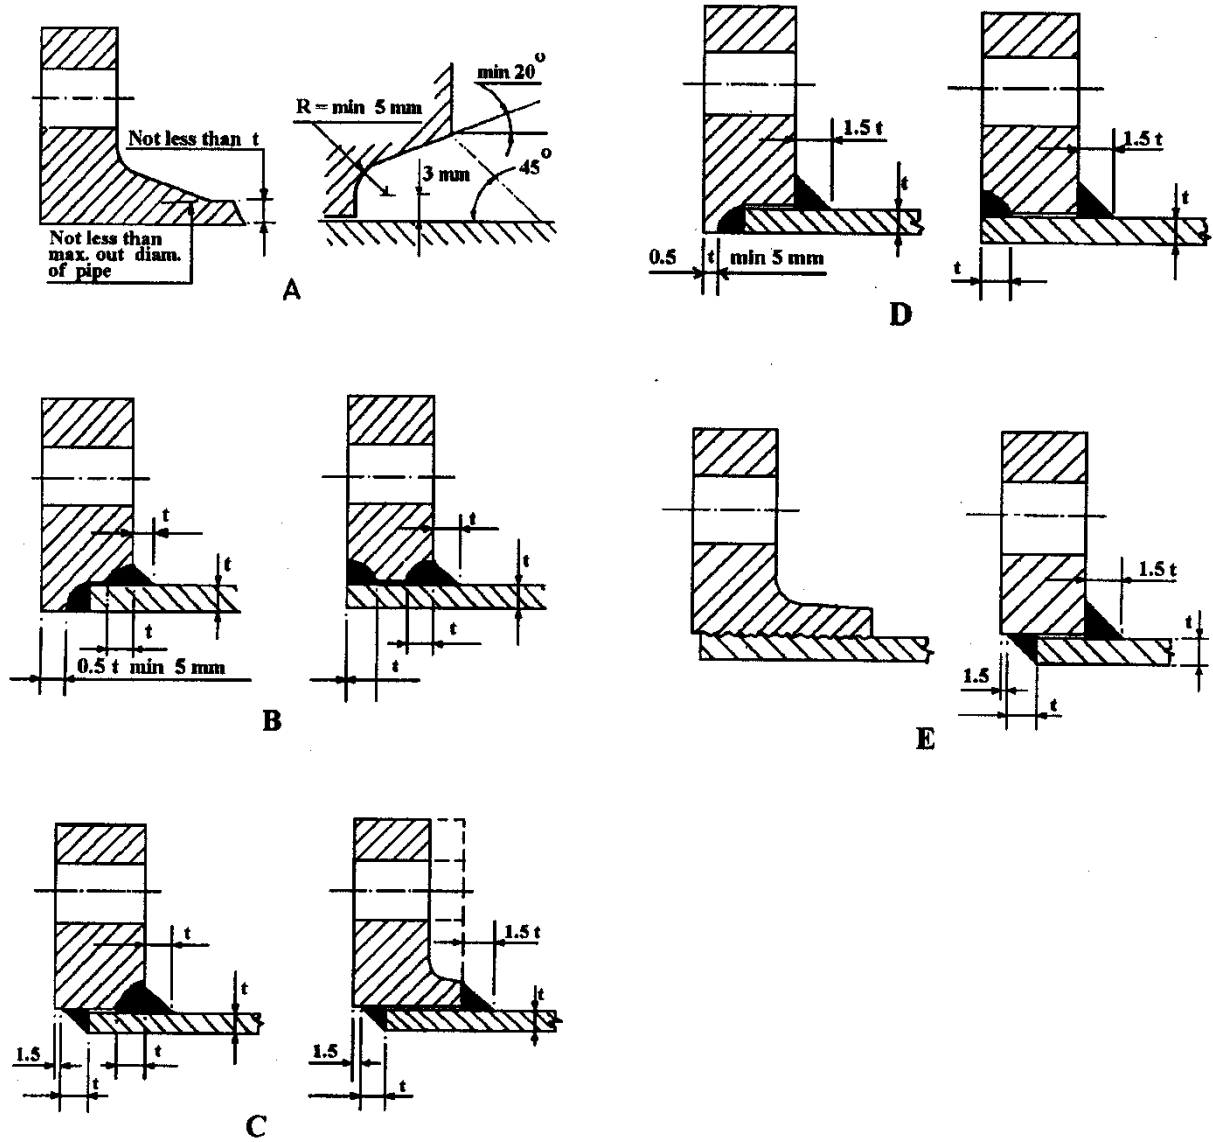 Not less than t
Not less than
max. out diam.
of pipe
R = min 5 mm
min 20°
3 mm
45°
A
1.5 t
t
0.5 t min 5 mm
1.5 t
t
t
D
t
t
t
0.5 t min 5 mm
t
t
t
t
B
1.5 t
t
1.5
t
E
t
t
1.5
t
t
1.5 t
t
1.5
t
C